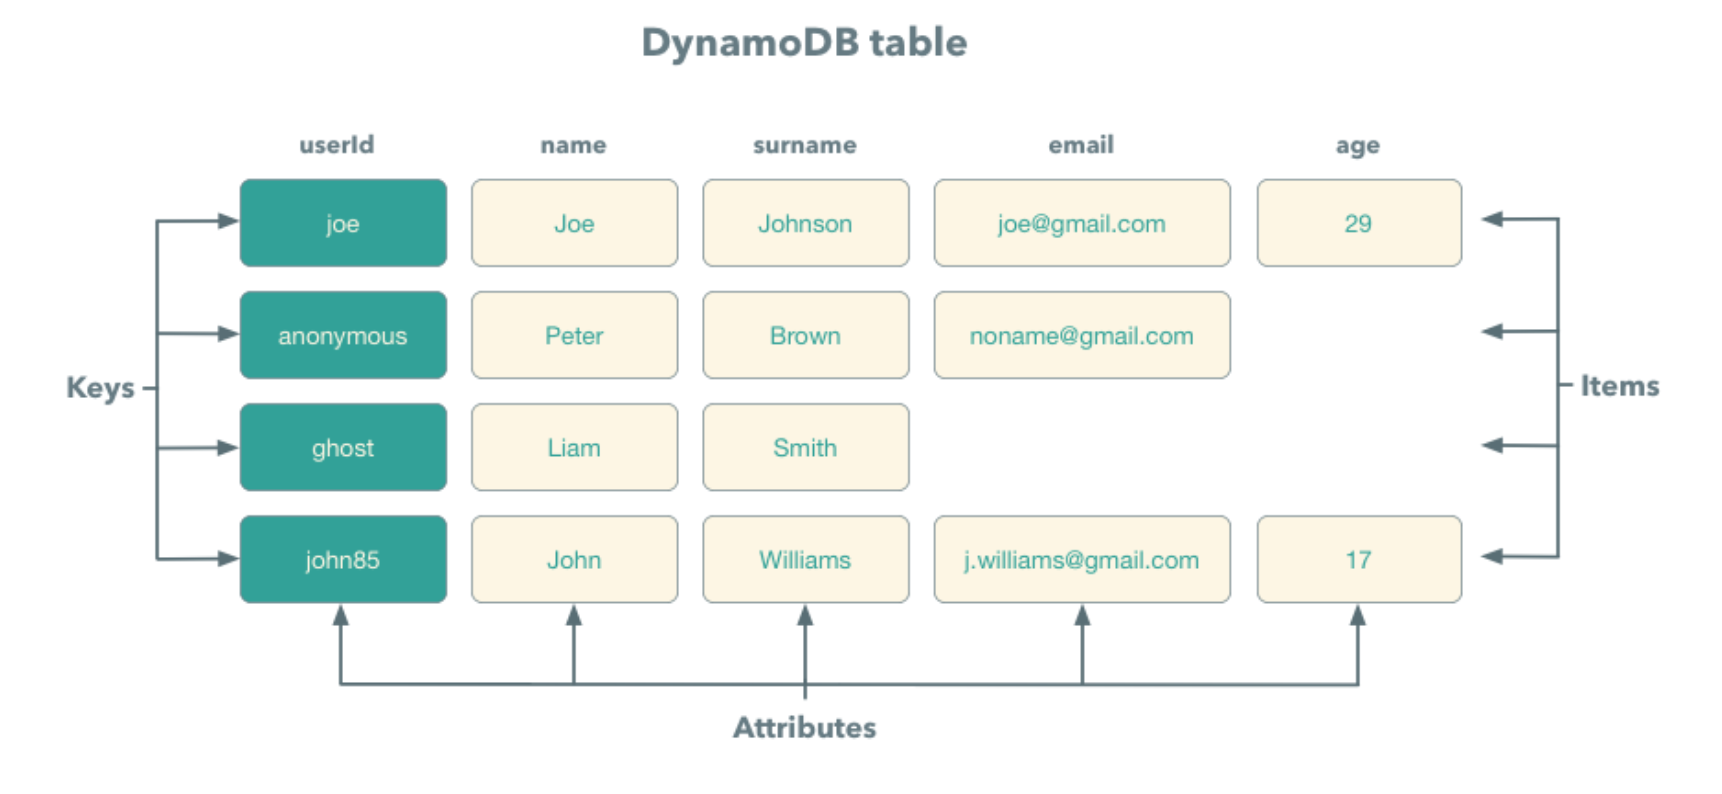 DynamoDB table
userId name surname email age
joe Joe Johnson joe@gmail.com 29
anonymous Peter Brown noname@gmail.com
Keys Items
ghost Liam Smith
john85 John Williams j.williams@gmail.com 17
Attributes